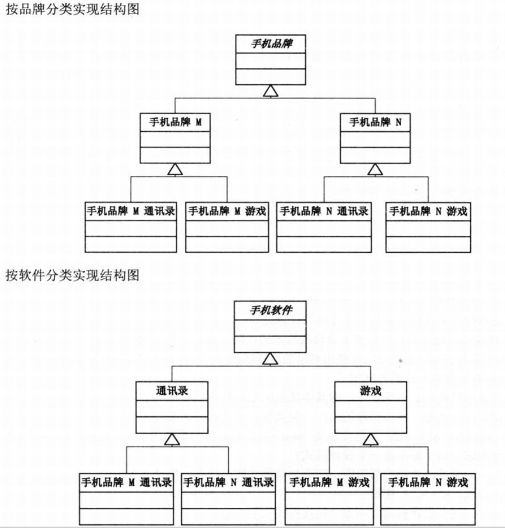 按品牌分类实现结构图
手机品牌
手机品牌 M
手机品牌 N
手机品牌 M 通讯录
手机品牌 M 游戏
手机品牌 N 通讯录
手机品牌 N 游戏
按软件分类实现结构图
手机软件
通讯录
游戏
手机品牌 M 通讯录
手机品牌 N 通讯录
手机品牌 M 游戏
手机品牌 N 游戏